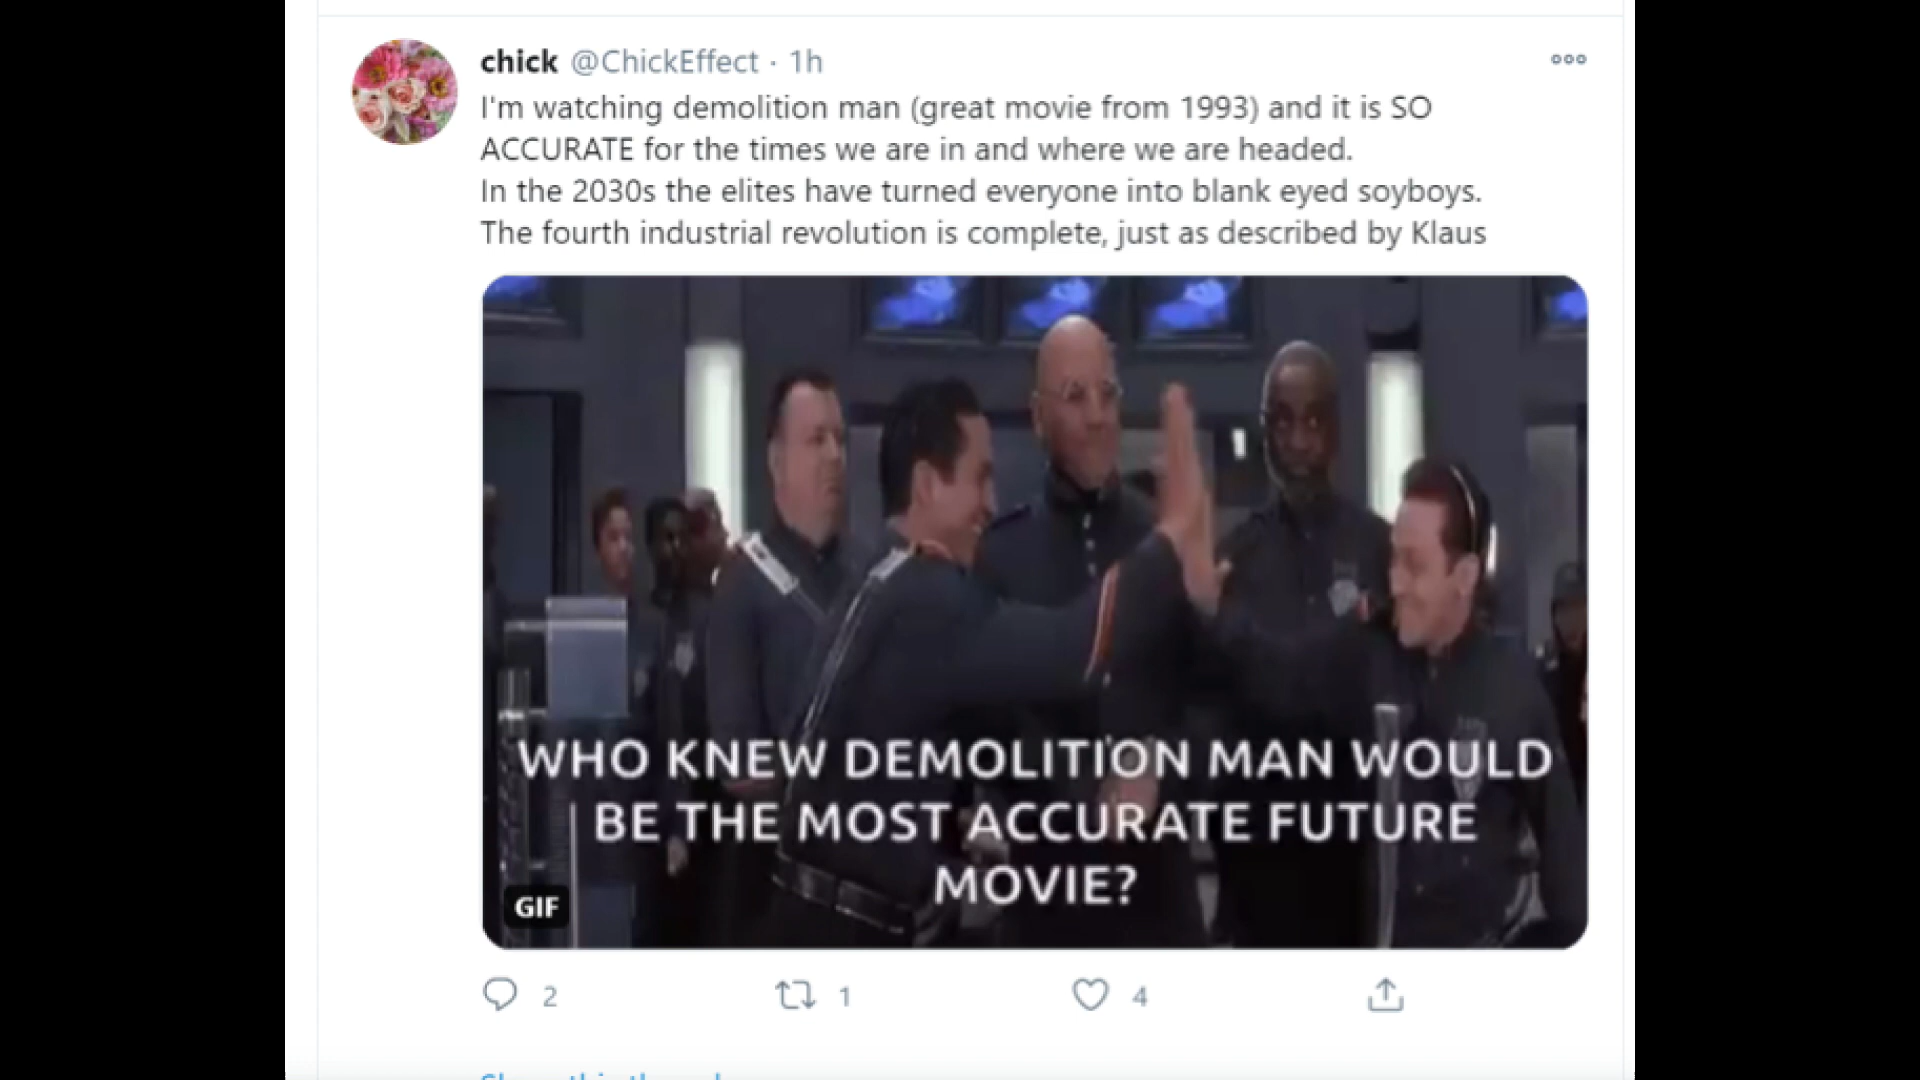 chick @ChickEffect · 1h
I'm watching demolition man (great movie from 1993) and it is SO
ACCURATE for the times we are in and where we are headed.
In the 2030s the elites have turned everyone into blank eyed soyboys.
The fourth industrial revolution is complete, just as described by Klaus
WHO KNEW DEMOLITION MAN WOULD
BE THE MOST ACCURATE FUTURE
MOVIE?
GIF
2 1 4